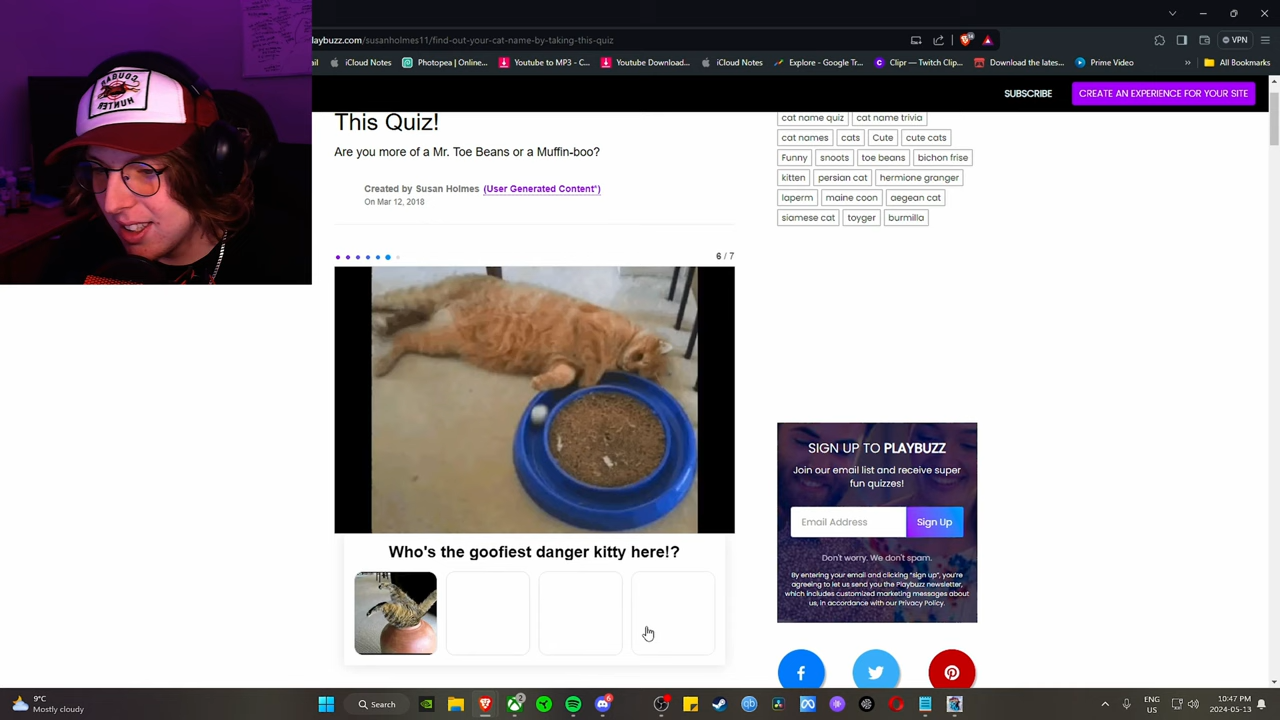 laybuzz.com/susanholmes11/find-out-your-cat-name-by-taking-this-quiz
VPN
ail
iCloud Notes
Photopea | Online...
Youtube to MP3 - C...
Youtube Download...
iCloud Notes
Explore - Google Tr...
Clipr — Twitch Clip...
Download the lates...
Prime Video
»
All Bookmarks
SUBSCRIBE
CREATE AN EXPERIENCE FOR YOUR SITE
This Quiz!
Are you more of a Mr. Toe Beans or a Muffin-boo?
Created by Susan Holmes (User Generated Content*)
On Mar 12, 2018
6 / 7
Who's the goofiest danger kitty here!?
cat name quiz
cat name trivia
cat names
cats
Cute
cute cats
Funny
snoots
toe beans
bichon frise
kitten
persian cat
hermione granger
laperm
maine coon
aegean cat
siamese cat
toyger
burmilla
SIGN UP TO PLAYBUZZ
Join our email list and receive super
fun quizzes!
Email Address
Sign Up
Don't worry. We don't spam.
By entering your email and clicking "sign up", you're
agreeing to let us send you the Playbuzz newsletter,
which includes customized marketing messages about
us, in accordance with our Privacy Policy.
9°C
Mostly cloudy
Search
2
6
ENG
US
10:47 PM
2024-05-13